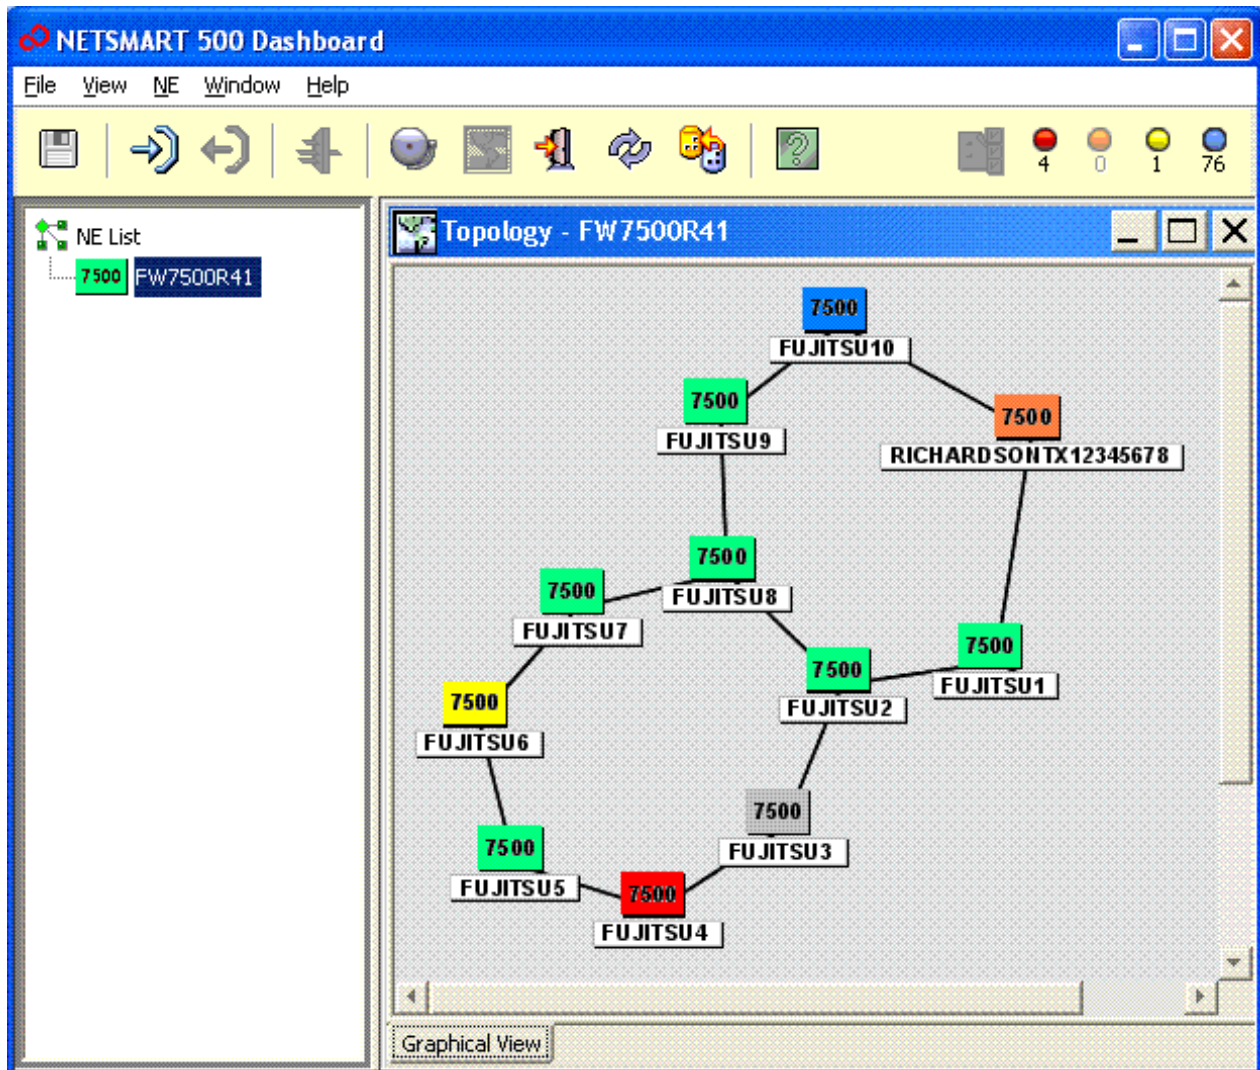 NETSMART 500 Dashboard
File View NE Window Help
4 0 1 76
NE List
7500 FW7500R41
Topology - FW7500R41
7500
FUJITSU10
7500
FUJITSU9
7500
RICHARDSONTX12345678
7500
FUJITSU8
7500
FUJITSU7
7500
FUJITSU1
7500
FUJITSU2
7500
FUJITSU6
7500
FUJITSU3
7500
FUJITSU5
7500
FUJITSU4
Graphical View